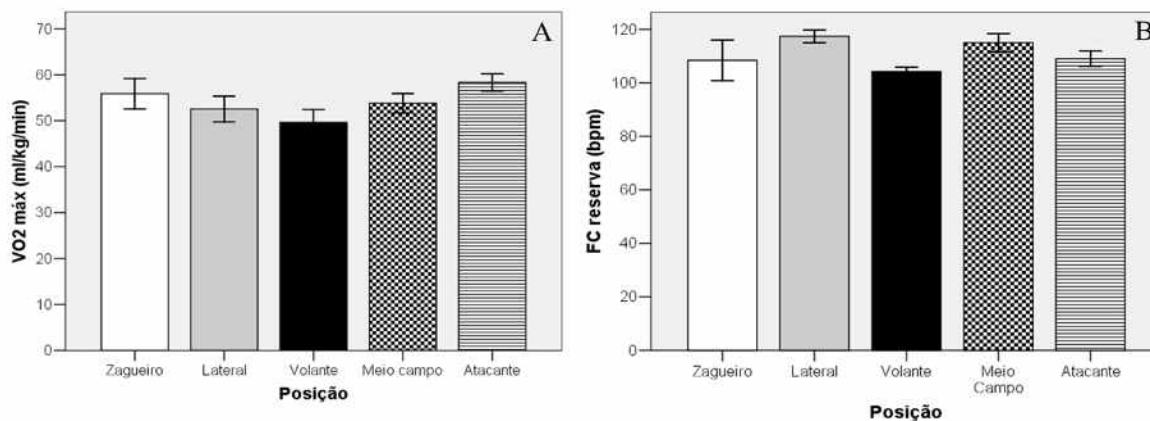 A
VO2 máx (ml/kg/min)
70
60
50
40
30
20
10
0
Zagueiro
Lateral
Volante
Meio campo
Atacante
Posição
B
FC reserva (bpm)
120
100
80
60
40
20
0
Zagueiro
Lateral
Volante
Meio
Campo
Atacante
Posição